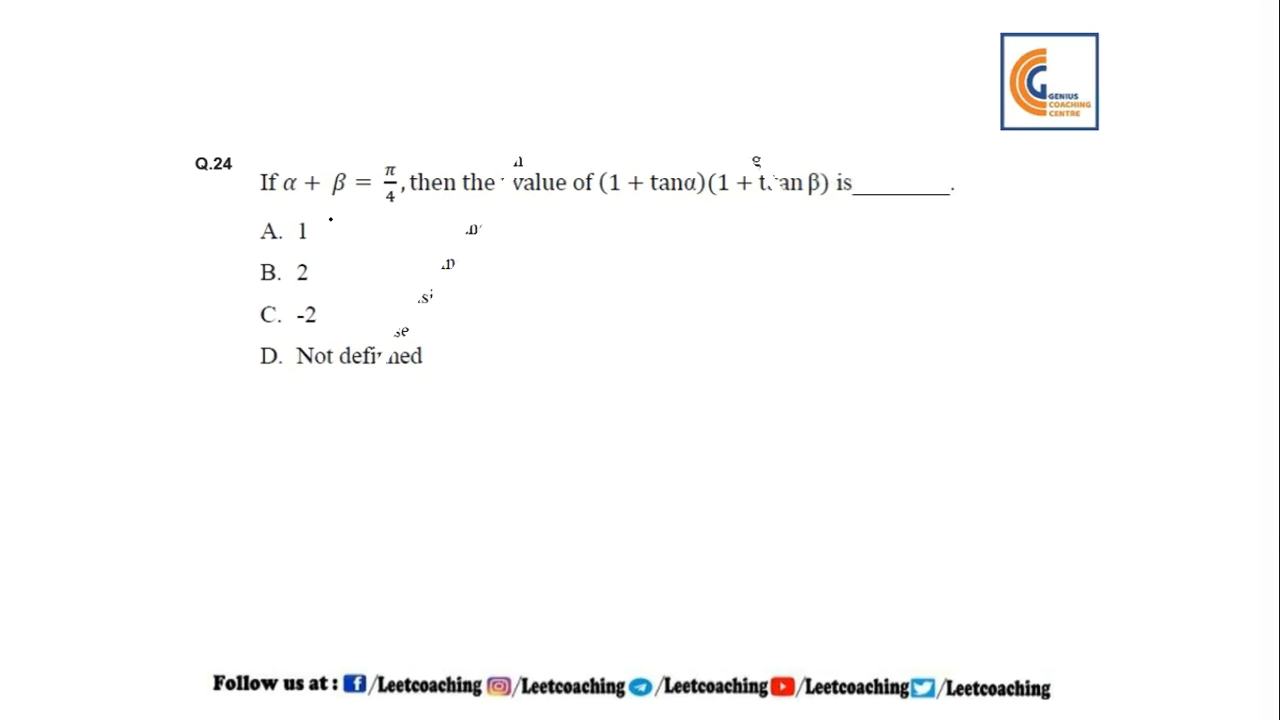 GENIUS
COACHING
CENTRE
Q.24
If α + β = π/4, then the value of (1 + tanα)(1 + tan β) is________.
A. 1
B. 2
C. -2
D. Not defined
Follow us at : /Leetcoaching /Leetcoaching /Leetcoaching /Leetcoaching /Leetcoaching